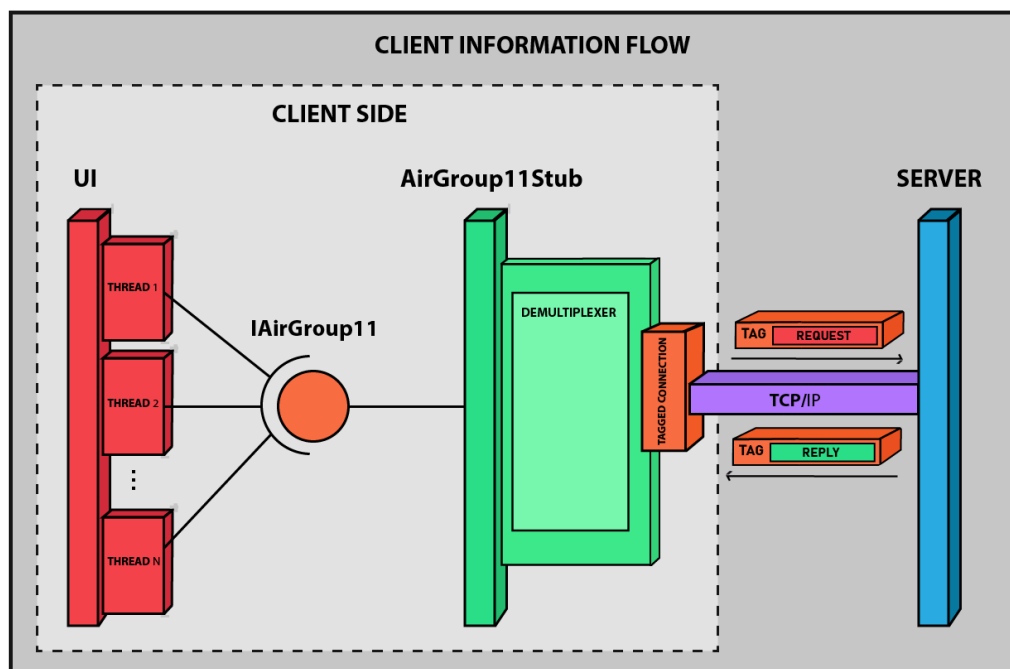 CLIENT INFORMATION FLOW
CLIENT SIDE
UI
AirGroup11Stub
SERVER
THREAD 1
IAirGroup11
DEMULTIPLEXER
TAG
REQUEST
THREAD 2
TAGGED CONNECTION
TCP/IP
TAG
REPLY
...
THREAD N